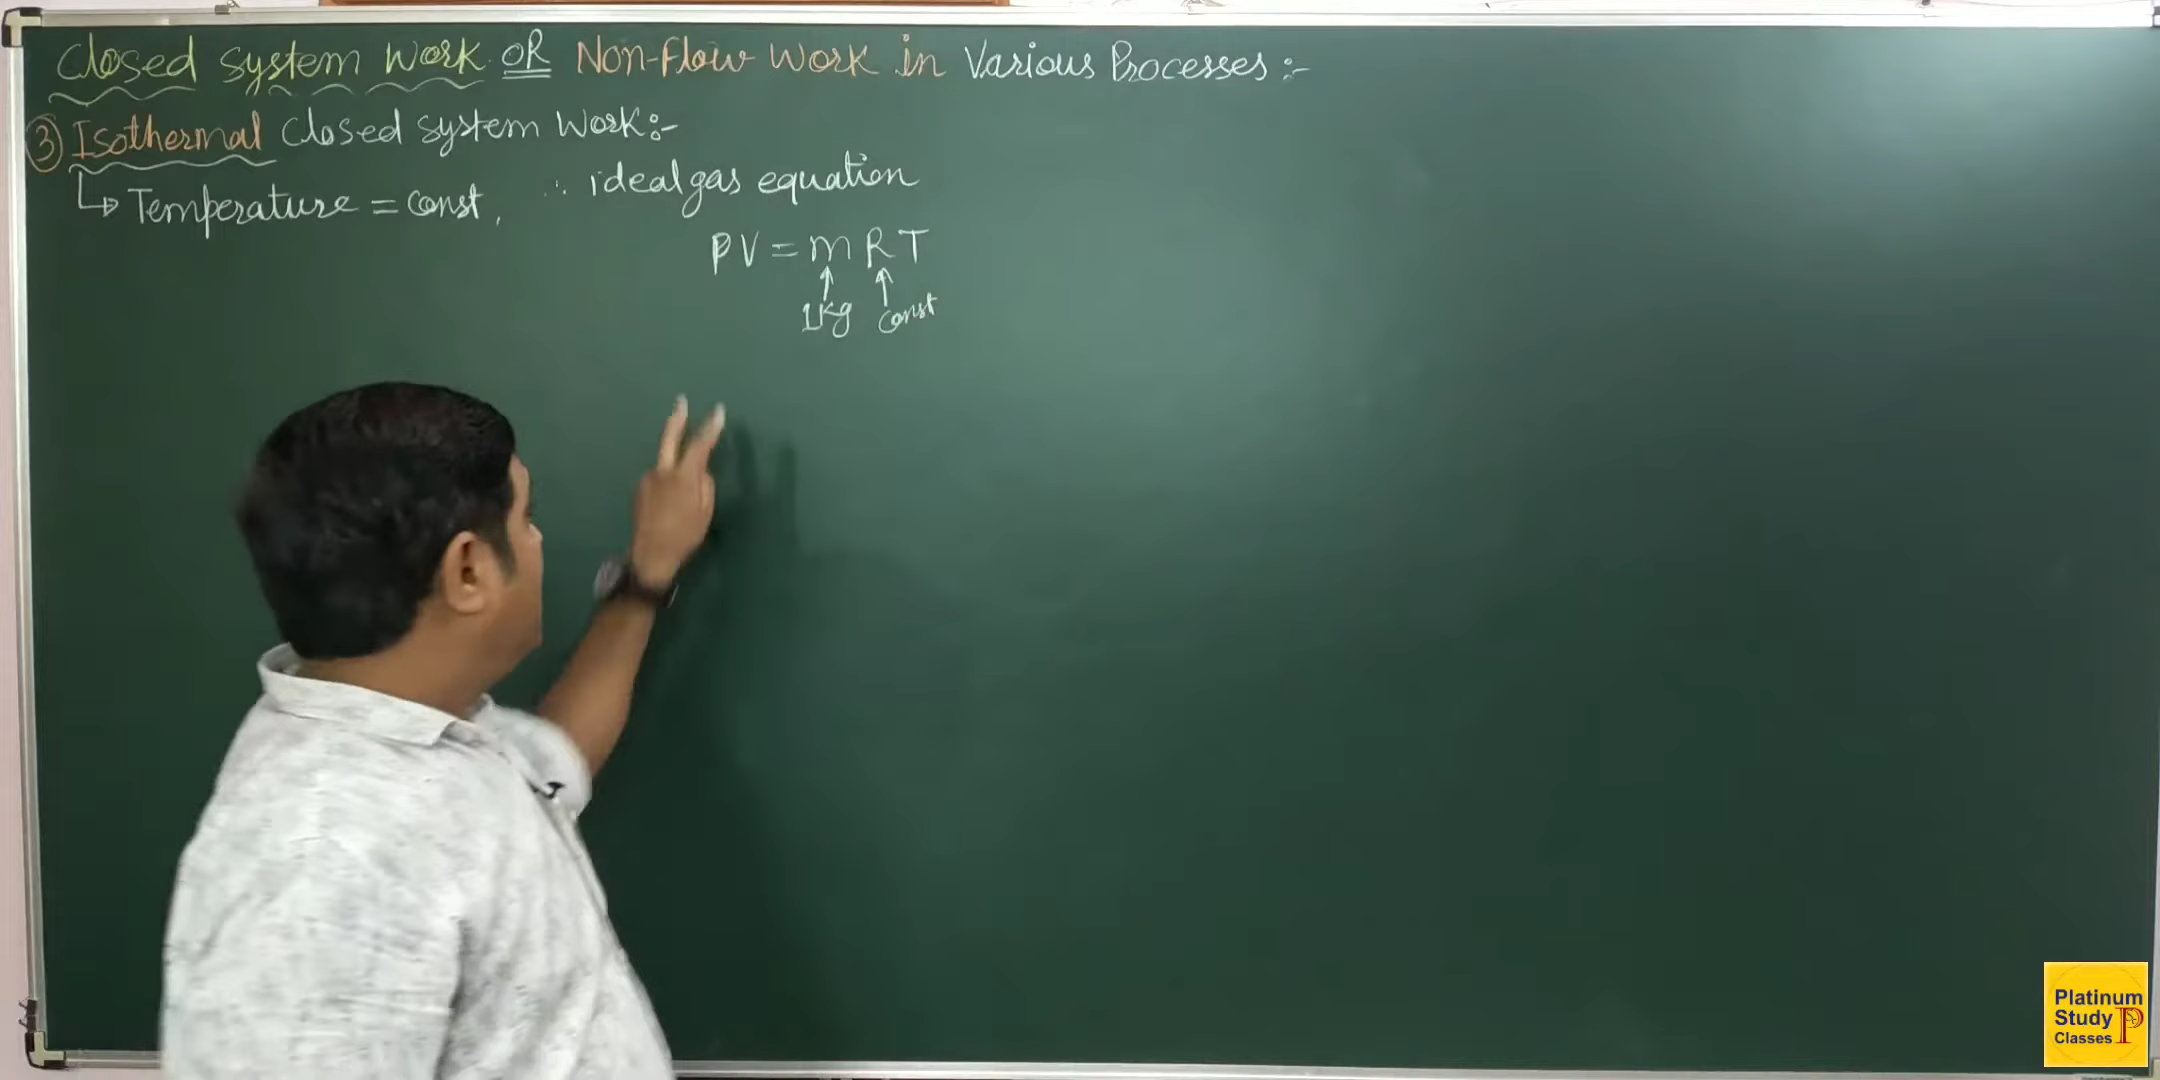 Closed system Work OR Non-Flow Work in Various Processes :-
③ Isothermal Closed system Work:-
↳ Temperature = const, ∴ ideal gas equation
PV = m R T
↑ ↑
1kg const
Platinum
Study
Classes P